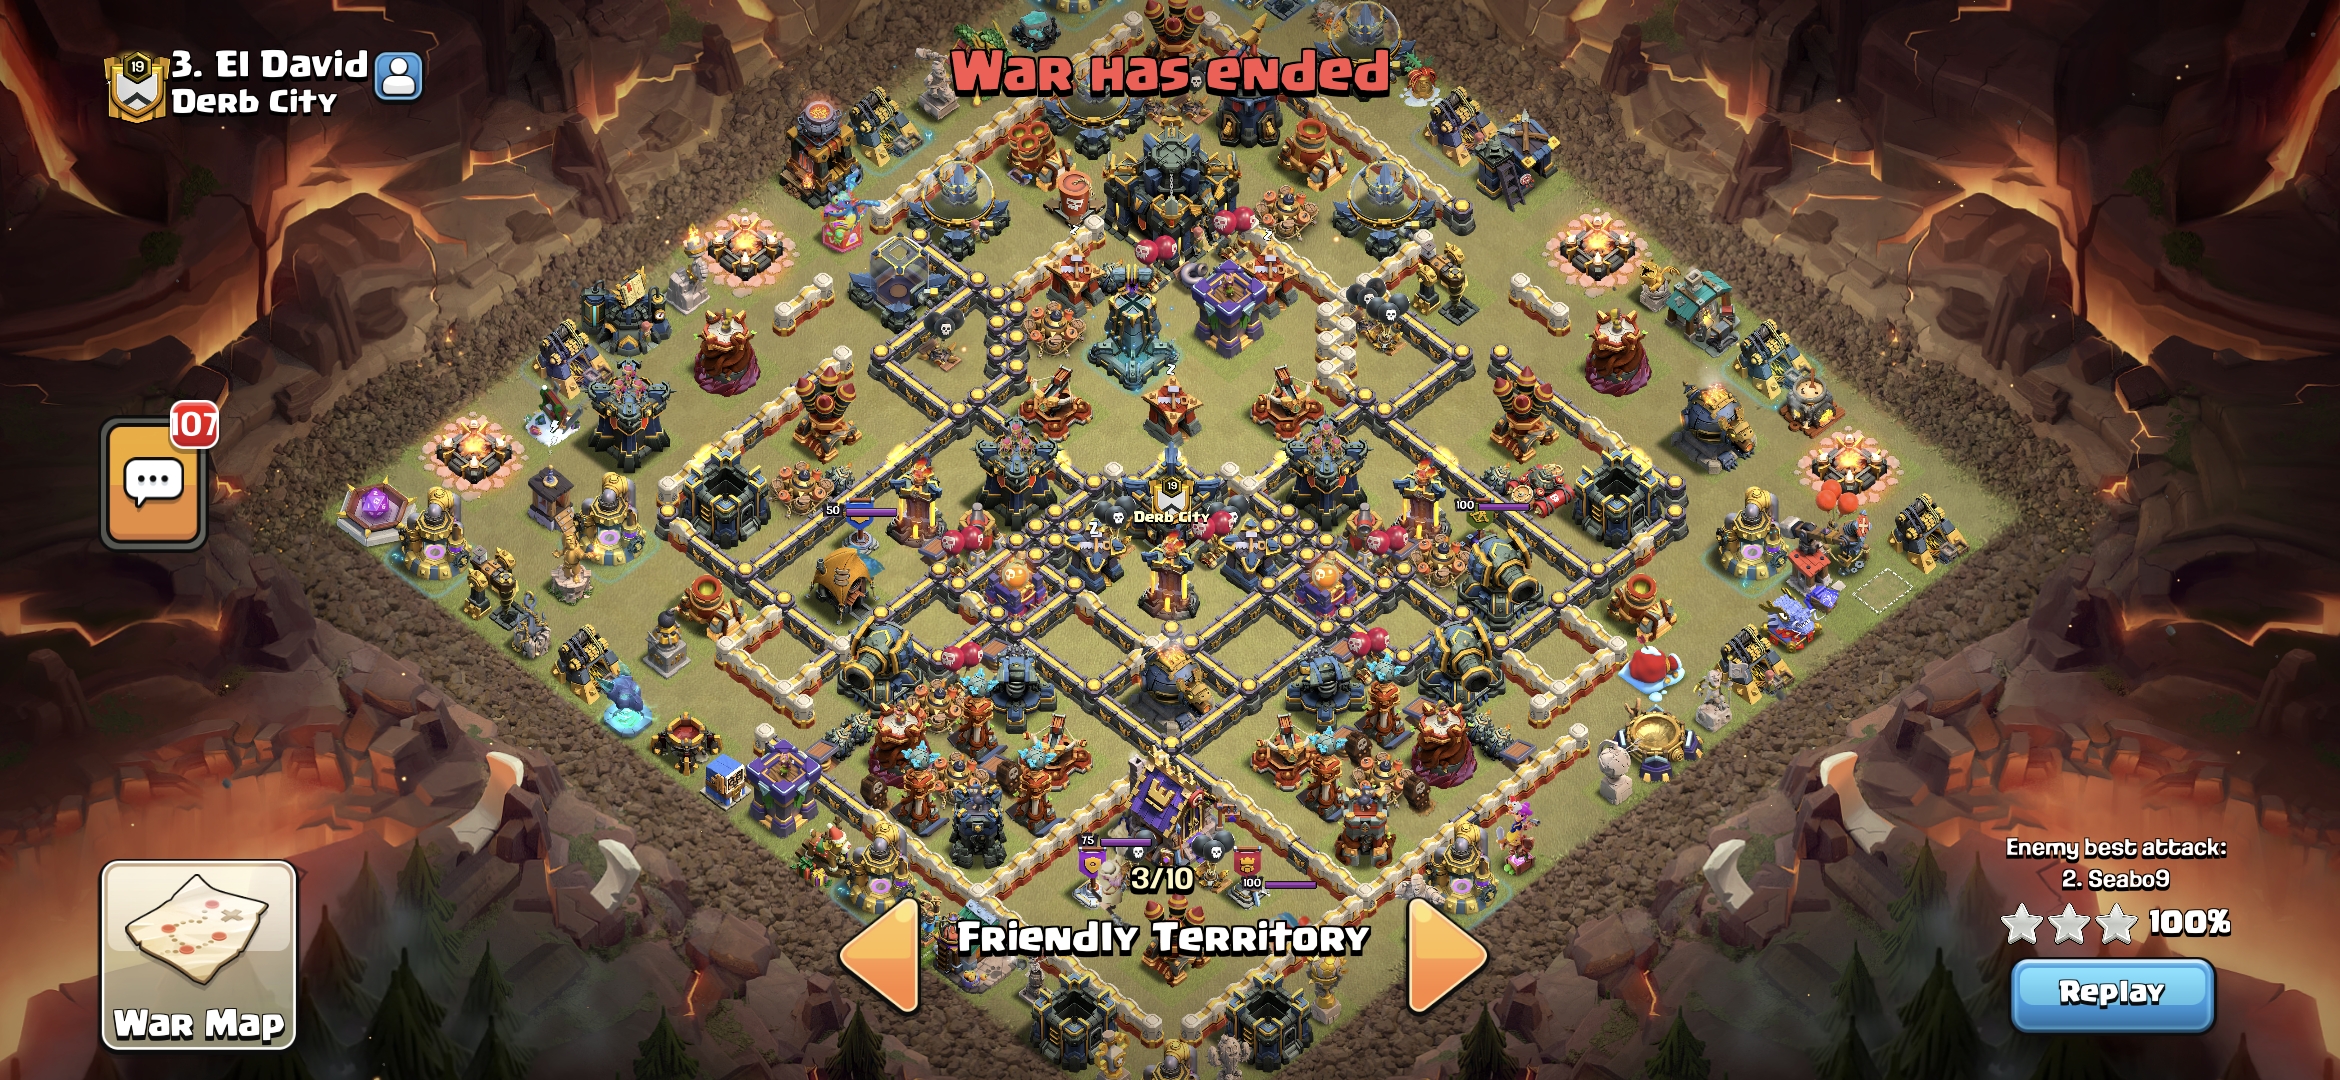 19
3. El David
Derb City
War has ended
107
50
100
19
Derb City
75
100
3/10
Friendly Territory
War Map
Enemy best attack:
2. Seabo9
100%
Replay
z
z
z
z